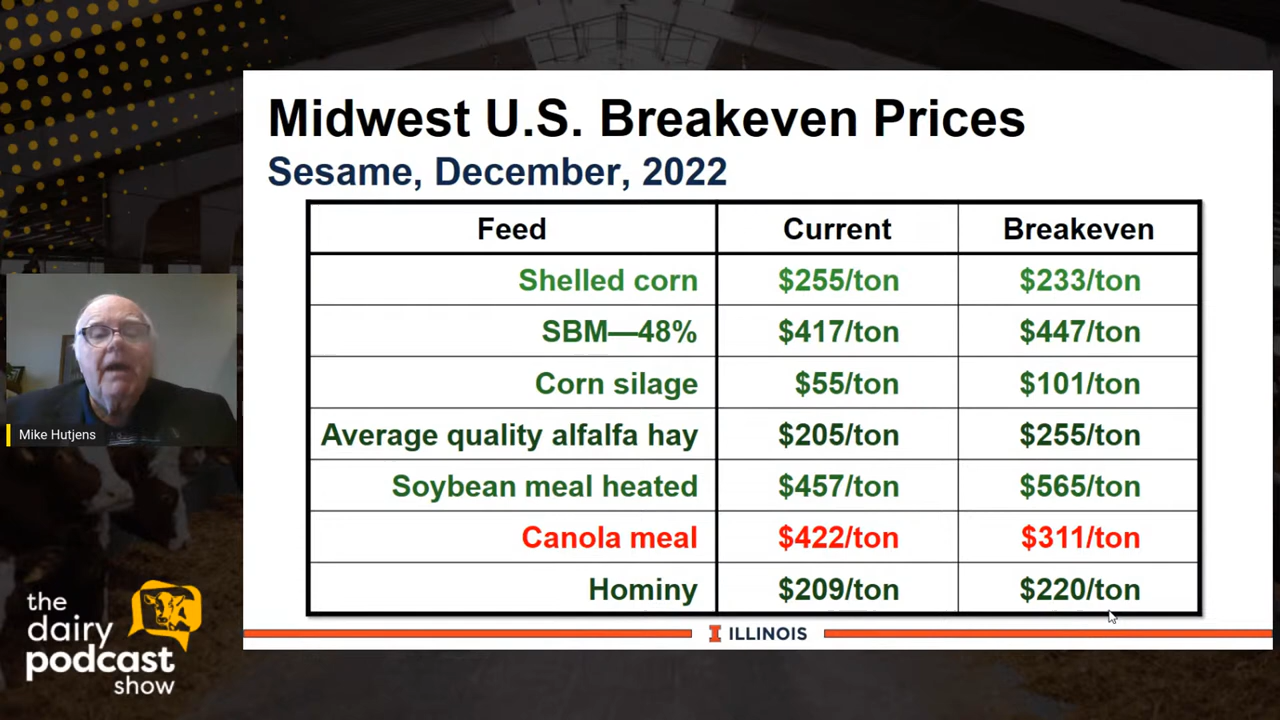 Midwest U.S. Breakeven Prices
Sesame, December, 2022
Feed Current Breakeven
Shelled corn $255/ton $233/ton
SBM—48% $417/ton $447/ton
Corn silage $55/ton $101/ton
Average quality alfalfa hay $205/ton $255/ton
Soybean meal heated $457/ton $565/ton
Canola meal $422/ton $311/ton
Hominy $209/ton $220/ton
I ILLINOIS
Mike Hutjens
the
dairy
podcast
show